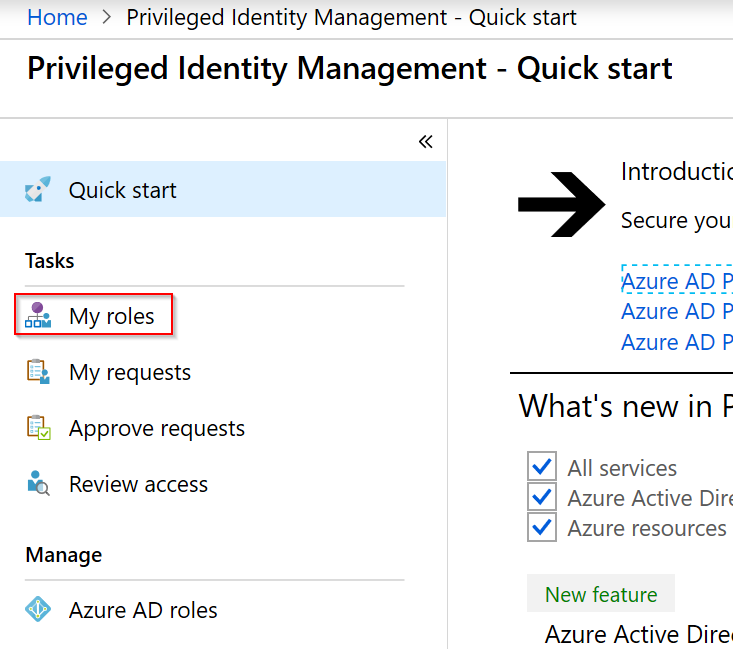 Home > Privileged Identity Management - Quick start
Privileged Identity Management - Quick start
«
Quick start
Tasks
My roles
My requests
Approve requests
Review access
Manage
Azure AD roles
Introductio
Secure you
Azure AD P
Azure AD P
Azure AD P
What's new in P
All services
Azure Active Dire
Azure resources
New feature
Azure Active Direc